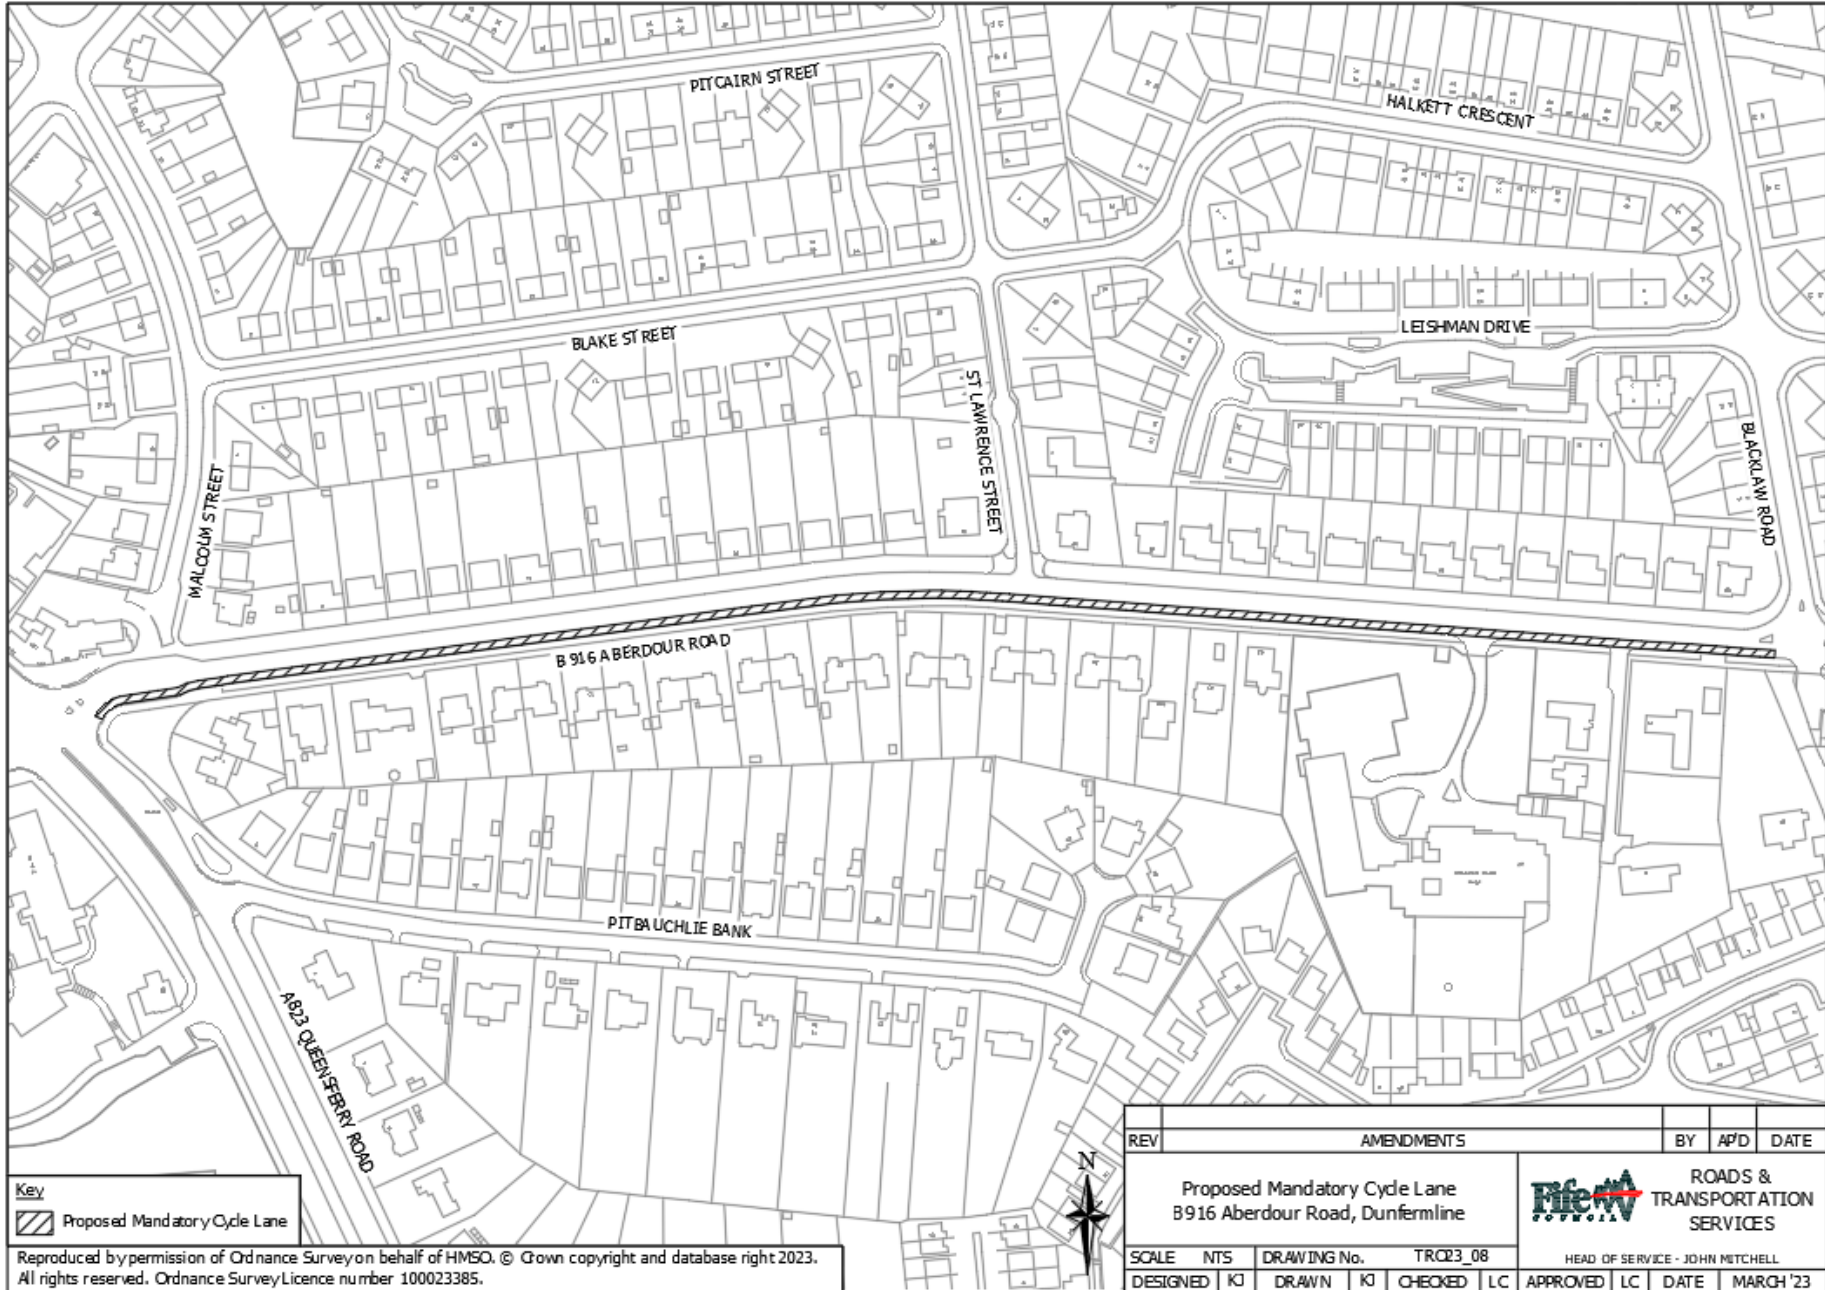 PITCAIRN STREET
HALKETT CRESCENT
BLAKE STREET
LEISHMAN DRIVE
ST LAWRENCE STREET
BLACKLAW ROAD
MALCOLM STREET
B916 ABERDOUR ROAD
PITBAUCHLIE BANK
A823 QUEENSFERRY ROAD
Key
Proposed Mandatory Cycle Lane
Reproduced by permission of Ordnance Survey on behalf of HMSO. © Crown copyright and database right 2023.
All rights reserved. Ordnance Survey Licence number 100023385.
N
REV AMENDMENTS BY AP'D DATE
Proposed Mandatory Cycle Lane
B916 Aberdour Road, Dunfermline
Fife
COUNCIL
ROADS &
TRANSPORTATION
SERVICES
HEAD OF SERVICE - JOHN MITCHELL
SCALE NTS DRAWING No. TRO23_08
DESIGNED KJ DRAWN KJ CHECKED LC APPROVED LC DATE MARCH '23